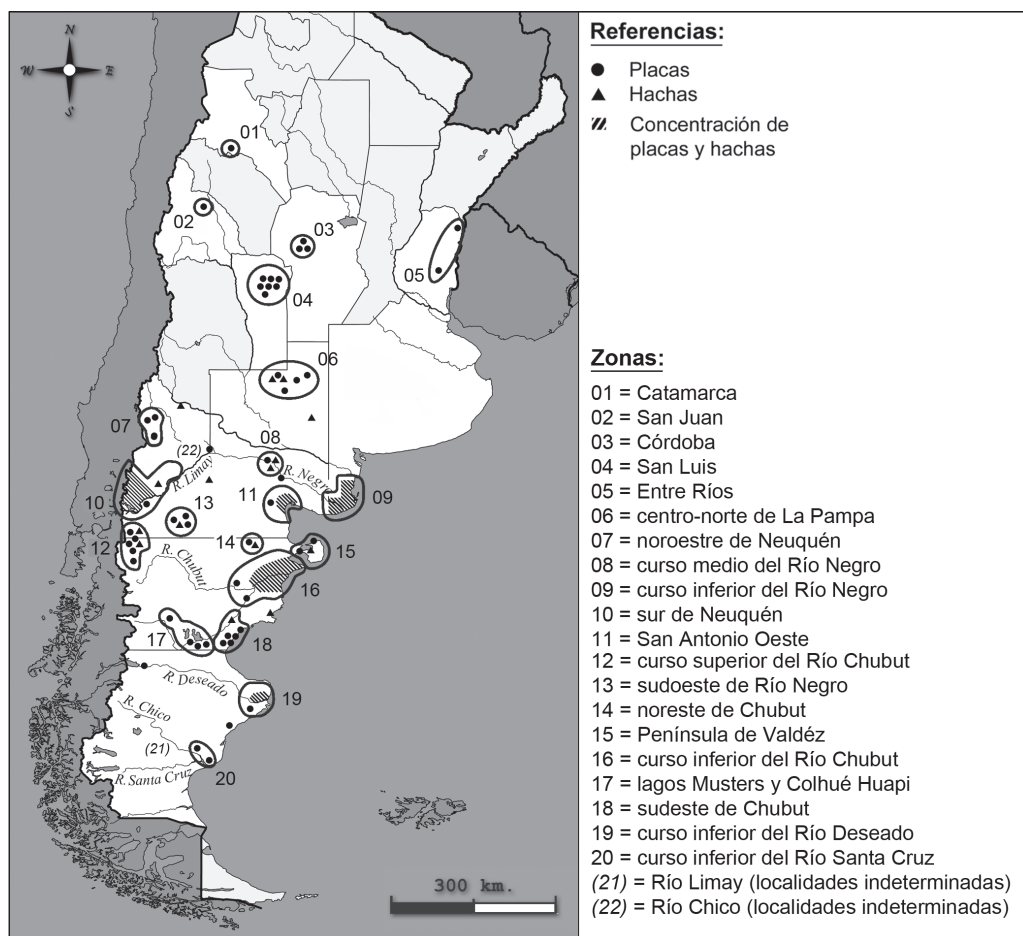 N
W E
S
01
02
03
04
05
06
07
(22)
08
R. Limay
R. Negro
09
10
11
12
13
14
15
R. Chubut
16
17
18
R. Deseado
19
R. Chico
(21)
R. Santa Cruz
20
300 km.
Referencias:
Placas
Hachas
Concentración de
placas y hachas
Zonas:
01 = Catamarca
02 = San Juan
03 = Córdoba
04 = San Luis
05 = Entre Ríos
06 = centro-norte de La Pampa
07 = noroestre de Neuquén
08 = curso medio del Río Negro
09 = curso inferior del Río Negro
10 = sur de Neuquén
11 = San Antonio Oeste
12 = curso superior del Río Chubut
13 = sudoeste de Río Negro
14 = noreste de Chubut
15 = Península de Valdéz
16 = curso inferior del Río Chubut
17 = lagos Musters y Colhué Huapi
18 = sudeste de Chubut
19 = curso inferior del Río Deseado
20 = curso inferior del Río Santa Cruz
(21) = Río Limay (localidades indeterminadas)
(22) = Río Chico (localidades indeterminadas)